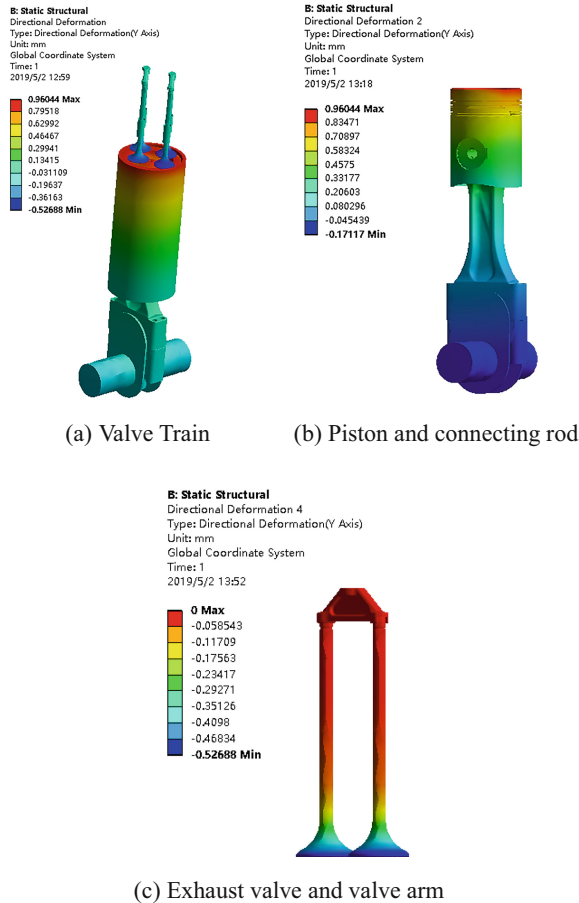 B: Static Structural
Directional Deformation
Type: Directional Deformation(Y Axis)
Unit: mm
Global Coordinate System
Time: 1
2019/5/2 12:59
0.96044 Max
0.79518
0.62992
0.46467
0.29941
0.13415
-0.031109
-0.19637
-0.36163
-0.52688 Min
(a) Valve Train
B: Static Structural
Directional Deformation 2
Type: Directional Deformation(Y Axis)
Unit: mm
Global Coordinate System
Time: 1
2019/5/2 13:18
0.96044 Max
0.83471
0.70897
0.58324
0.4575
0.33177
0.20603
0.080296
-0.045439
-0.17117 Min
(b) Piston and connecting rod
B: Static Structural
Directional Deformation 4
Type: Directional Deformation(Y Axis)
Unit: mm
Global Coordinate System
Time: 1
2019/5/2 13:52
0 Max
-0.058543
-0.11709
-0.17563
-0.23417
-0.29271
-0.35126
-0.4098
-0.46834
-0.52688 Min
(c) Exhaust valve and valve arm